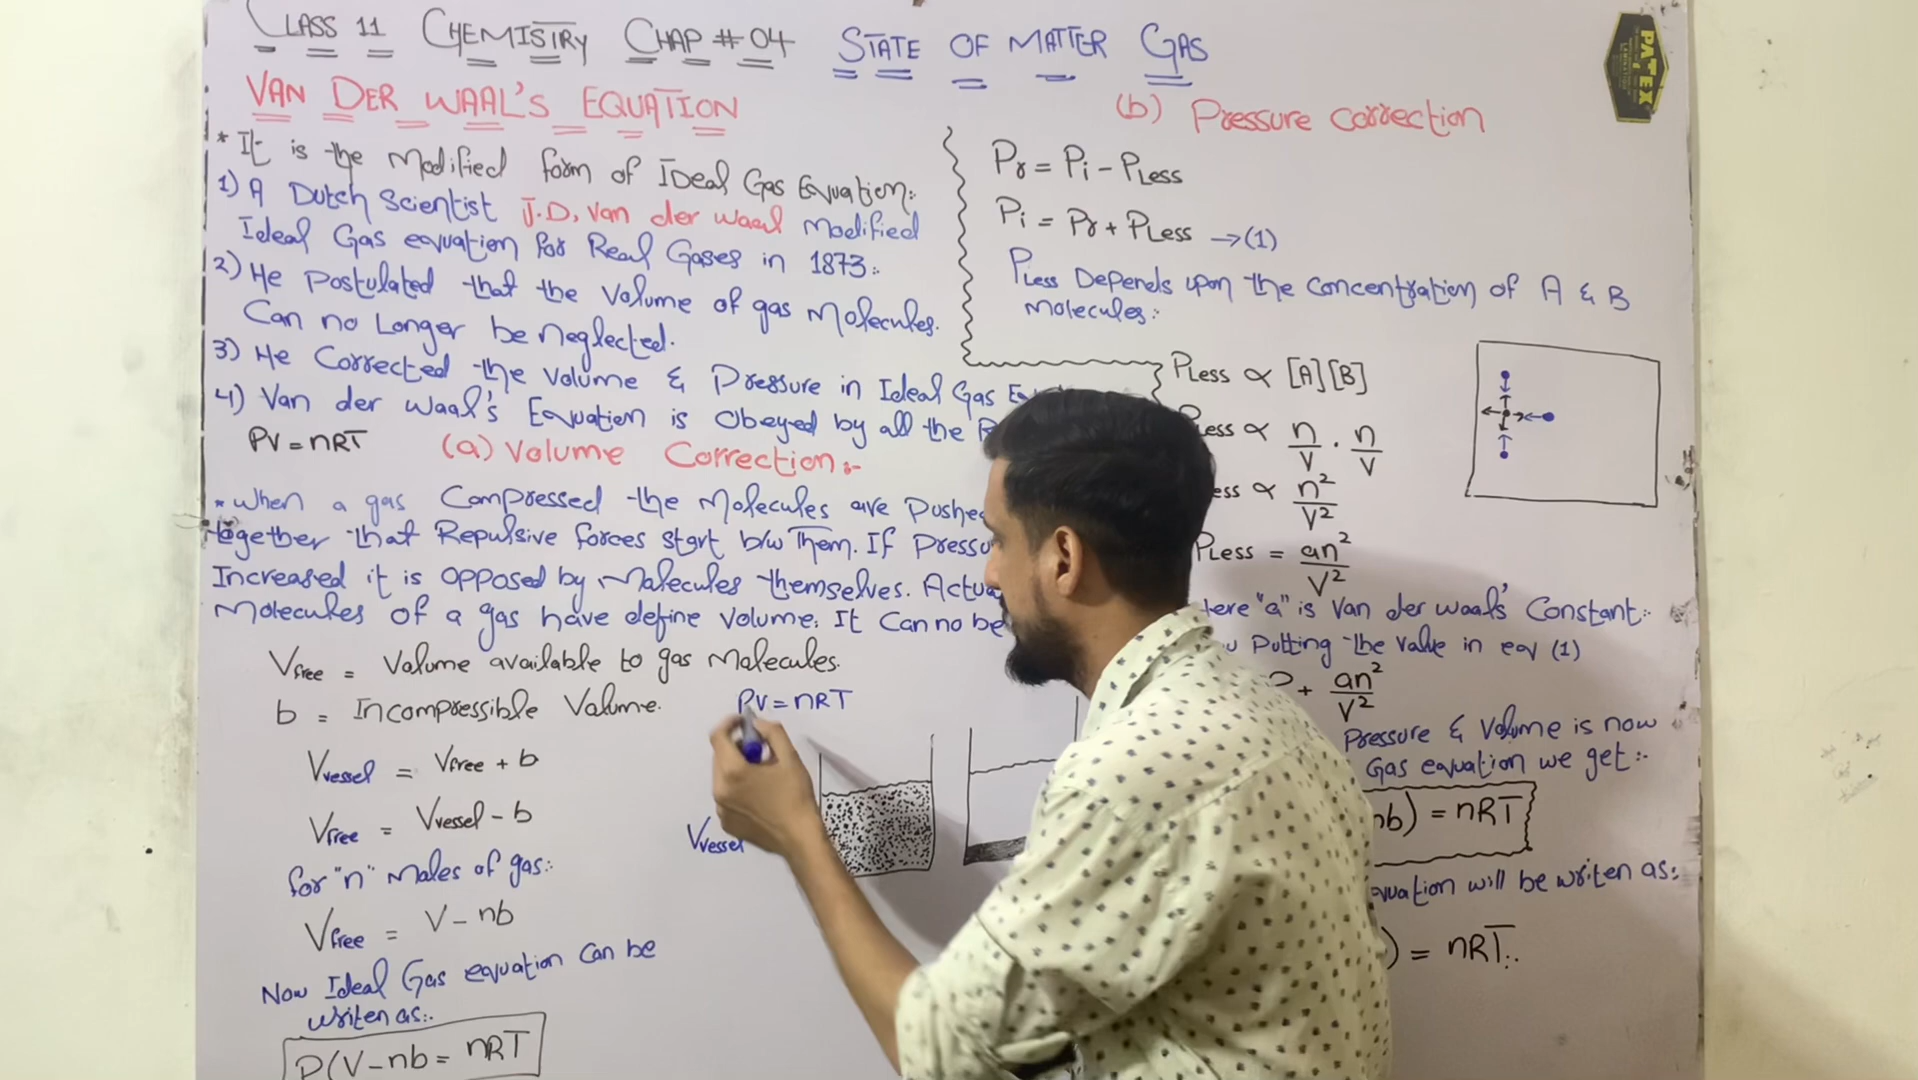 CLASS 11 CHEMISTRY CHAP # 04 STATE OF MATTER GAS
VAN DER WAAL'S EQUATION
* It is the Modified form of IDeal Gas Equation:
1) A Dutch Scientist J.D, Van der Waal Modified
Ideal Gas equation for Real Gases in 1873:
2) He Postulated that the Volume of gas Molecules.
Can no Longer be Neglected.
3) He Corrected the Volume & Pressure in Ideal Gas
4) Van der Waal's Equation is Obeyed by all the
PV = nRT (a) Volume Correction:-
* When a gas Compressed the Molecules are Pushe
together that Repulsive forces start b/w Them. If Pressu
Increased it is opposed by Molecules themselves. Actua
Molecules of a gas have define Volume. It Can no be
Vfree = Volume available to gas Molecules.
b = Incompressible Volume. PV = nRT
Vvessel = Vfree + b
Vfree = Vvessel - b
Vvessel
for "n" Moles of gas:
Vfree = V - nb
Now Ideal Gas equation Can be
writen as:.
P(V-nb = nRT
(b) Pressure correction
Pr = Pi - PLess
Pi = Pr + PLess →(1)
PLess Depends upon the concentration of A & B
Molecules:
PLess ∝ [A][B]
ess ∝ n/V . n/V
ess ∝ n²/V²
PLess = an²/V²
here "a" is Van der waal's Constant:
Putting the Value in eq (1)
P + an²/V²
Pressure & Volume is now
Gas equation we get:-
nb) = nRT
quation will be writen as:
) = nRT:.
PATEX